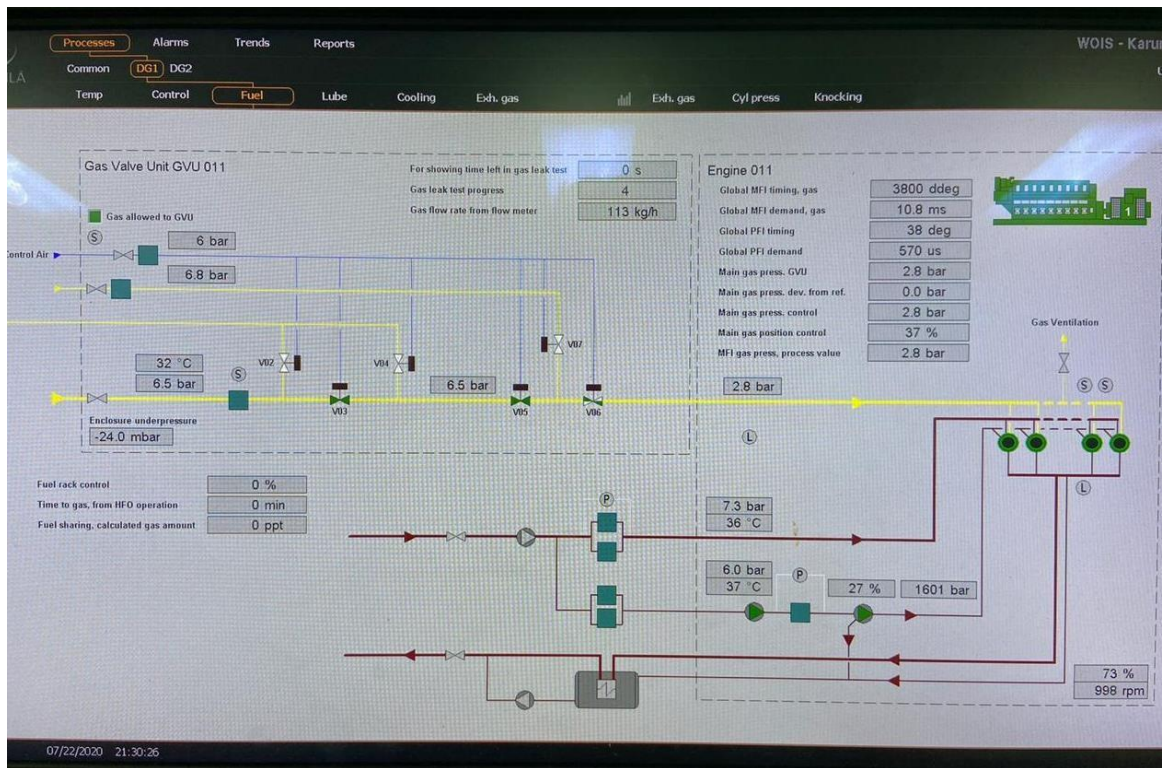 Processes Alarms Trends Reports WOIS - Karu
LA Common DG1 DG2
Temp Control Fuel Lube Cooling Exh. gas Exh. gas Cyl press Knocking
Gas Valve Unit GVU 011
For showing time left in gas leak test 0 s
Gas leak test progress 4
Gas flow rate from flow meter 113 kg/h
Gas allowed to GVU
S
Control Air
6 bar
6.8 bar
32 °C
6.5 bar
S
V02
V03
V04
6.5 bar
V05
V07
V06
Enclosure underpressure
-24.0 mbar
Engine 011
Global MFI timing, gas 3800 ddeg
Global MFI demand, gas 10.8 ms
Global PFI timing 38 deg
Global PFI demand 570 us
Main gas press. GVU 2.8 bar
Main gas press. dev. from ref. 0.0 bar
Main gas press. control 2.8 bar
Main gas position control 37 %
MFI gas press, process value 2.8 bar
1
Gas Ventilation
2.8 bar
S S
L
L
Fuel rack control 0 %
Time to gas, from HFO operation 0 min
Fuel sharing, calculated gas amount 0 ppt
P
7.3 bar
36 °C
6.0 bar
37 °C
P
27 %
1601 bar
73 %
998 rpm
07/22/2020 21:30:26